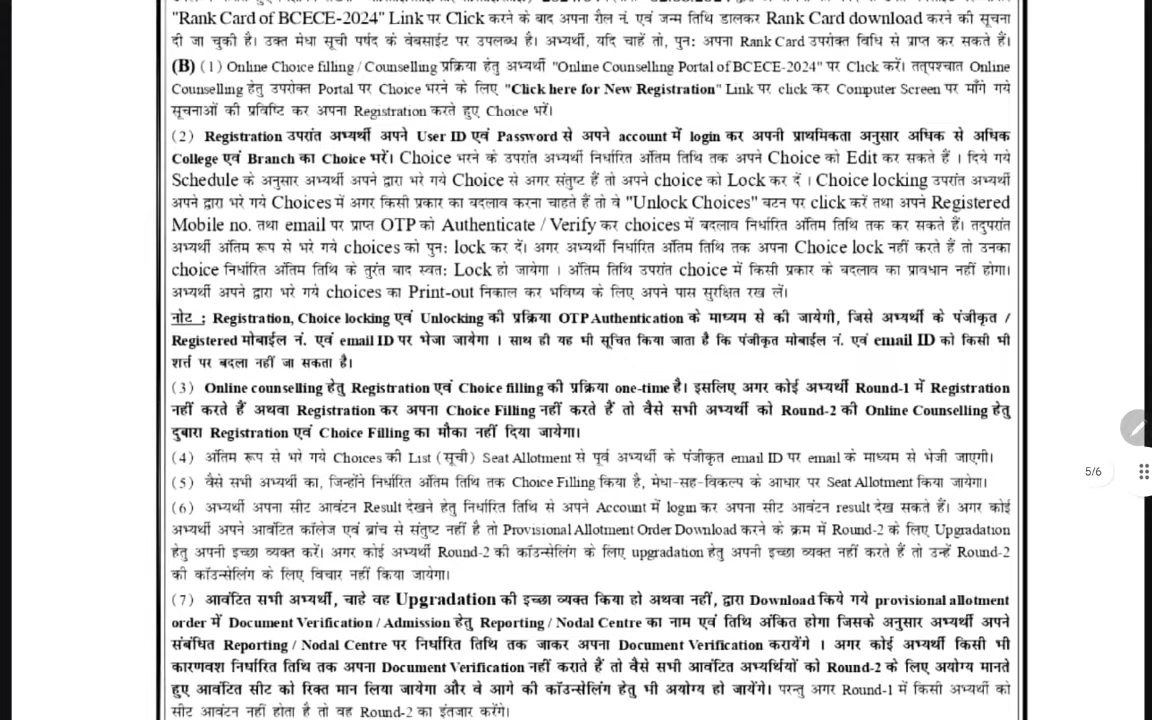 "Rank Card of BCECE-2024" Link पर Click करने के बाद अपना रौल नं. एवं जन्म तिथि डालकर Rank Card download करने की सूचना
दी जा चुकी है। उक्त मेधा सूची पर्षद के वेबसाईट पर उपलब्ध है। अभ्यर्थी, यदि चाहें तो, पुनः अपना Rank Card उपरोक्त विधि से प्राप्त कर सकते हैं।
(B) (1) Online Choice filling / Counselling प्रक्रिया हेतु अभ्यर्थी "Online Counselling Portal of BCECE-2024" पर Click करें। तत्पश्चात Online
Counselling हेतु उपरोक्त Portal पर Choice भरने के लिए "Click here for New Registration" Link पर click कर Computer Screen पर माँगे गये
सूचनाओं की प्रविष्टि कर अपना Registration करते हुए Choice भरें।
(2) Registration उपरांत अभ्यर्थी अपने User ID एवं Password से अपने account में login कर अपनी प्राथमिकता अनुसार अधिक से अधिक
College एवं Branch का Choice भरें। Choice भरने के उपरांत अभ्यर्थी निर्धारित अंतिम तिथि तक अपने Choice को Edit कर सकते हैं । दिये गये
Schedule के अनुसार अभ्यर्थी अपने द्वारा भरे गये Choice से अगर संतुष्ट हैं तो अपने choice को Lock कर दें । Choice locking उपरांत अभ्यर्थी
अपने द्वारा भरे गये Choices में अगर किसी प्रकार का बदलाव करना चाहते हैं तो वे "Unlock Choices" बटन पर click करें तथा अपने Registered
Mobile no. तथा email पर प्राप्त OTP को Authenticate / Verify कर choices में बदलाव निर्धारित अंतिम तिथि तक कर सकते हैं। तदुपरांत
अभ्यर्थी अंतिम रूप से भरे गये choices को पुनः lock कर दें। अगर अभ्यर्थी निर्धारित अंतिम तिथि तक अपना Choice lock नहीं करते हैं तो उनका
choice निर्धारित अंतिम तिथि के तुरंत बाद स्वतः Lock हो जायेगा । अंतिम तिथि उपरांत choice में किसी प्रकार के बदलाव का प्रावधान नहीं होगा।
अभ्यर्थी अपने द्वारा भरे गये choices का Print-out निकाल कर भविष्य के लिए अपने पास सुरक्षित रख लें।
नोट : Registration, Choice locking एवं Unlocking की प्रक्रिया OTP Authentication के माध्यम से की जायेगी, जिसे अभ्यर्थी के पंजीकृत /
Registered मोबाईल नं. एवं email ID पर भेजा जायेगा । साथ ही यह भी सूचित किया जाता है कि पंजीकृत मोबाईल नं. एवं email ID को किसी भी
शर्त्त पर बदला नहीं जा सकता है।
(3) Online counselling हेतु Registration एवं Choice filling की प्रक्रिया one-time है। इसलिए अगर कोई अभ्यर्थी Round-1 में Registration
नहीं करते हैं अथवा Registration कर अपना Choice Filling नहीं करते हैं तो वैसे सभी अभ्यर्थी को Round-2 की Online Counselling हेतु
दुबारा Registration एवं Choice Filling का मौका नहीं दिया जायेगा।
(4) अंतिम रूप से भरे गये Choices की List (सूची) Seat Allotment से पूर्व अभ्यर्थी के पंजीकृत email ID पर email के माध्यम से भेजी जाएगी।
(5) वैसे सभी अभ्यर्थी का, जिन्होंने निर्धारित अंतिम तिथि तक Choice Filling किया है, मेधा-सह-विकल्प के आधार पर Seat Allotment किया जायेगा।
(6) अभ्यर्थी अपना सीट आवंटन Result देखने हेतु निर्धारित तिथि से अपने Account में login कर अपना सीट आवंटन result देख सकते हैं। अगर कोई
अभ्यर्थी अपने आवंटित कॉलेज एवं ब्रांच से संतुष्ट नहीं है तो Provisional Allotment Order Download करने के क्रम में Round-2 के लिए Upgradation
हेतु अपनी इच्छा व्यक्त करें। अगर कोई अभ्यर्थी Round-2 की कॉउन्सेलिंग के लिए upgradation हेतु अपनी इच्छा व्यक्त नहीं करते हैं तो उन्हें Round-2
की कॉउन्सेलिंग के लिए विचार नहीं किया जायेगा।
(7) आवंटित सभी अभ्यर्थी, चाहे वह Upgradation की इच्छा व्यक्त किया हो अथवा नहीं, द्वारा Download किये गये provisional allotment
order में Document Verification / Admission हेतु Reporting / Nodal Centre का नाम एवं तिथि अंकित होगा जिसके अनुसार अभ्यर्थी अपने
संबंधित Reporting / Nodal Centre पर निर्धारित तिथि तक जाकर अपना Document Verification करायेंगे । अगर कोई अभ्यर्थी किसी भी
कारणवश निर्धारित तिथि तक अपना Document Verification नहीं कराते हैं तो वैसे सभी आवंटित अभ्यर्थियों को Round-2 के लिए अयोग्य मानते
हुए आवंटित सीट को रिक्त मान लिया जायेगा और वे आगे की कॉउन्सेलिंग हेतु भी अयोग्य हो जायेंगे। परन्तु अगर Round-1 में किसी अभ्यर्थी को
सीट आवंटन नहीं होता है तो वह Round-2 का इंतजार करेंगे।
5/6